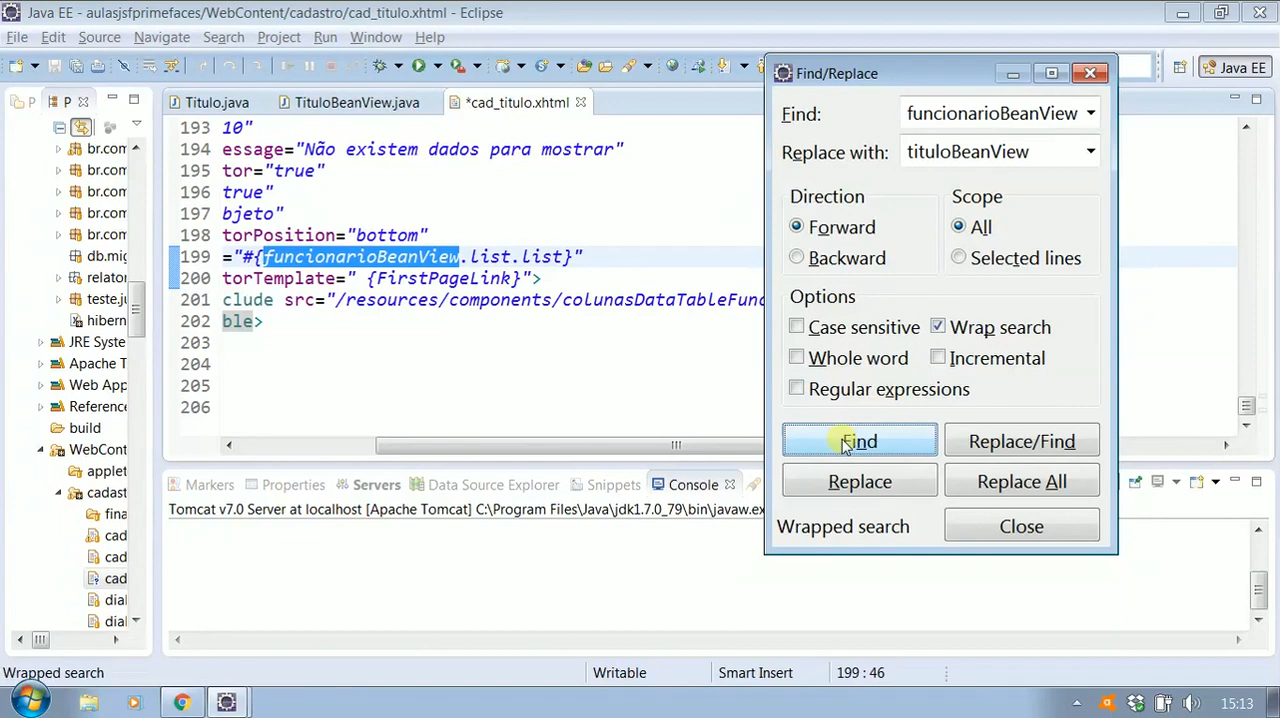 Java EE - aulasjsfprimefaces/WebContent/cadastro/cad_titulo.xhtml - Eclipse
File Edit Source Navigate Search Project Run Window Help
Java EE
P P
Titulo.java TituloBeanView.java *cad_titulo.xhtml
br.com
br.com
br.com
br.com
br.com
db.mig
relator
teste.ju
hibern
JRE Syste
Apache T
Web App
Reference
build
WebConte
applet
cadast
fina
cad
cad
cad
dial
dial
193 10"
194 essage="Não existem dados para mostrar"
195 tor="true"
196 true"
197 bjeto"
198 torPosition="bottom"
199 ="#{funcionarioBeanView.list.list}"
200 torTemplate=" {FirstPageLink}">
201 clude src="/resources/components/colunasDataTableFunc
202 ble>
203
204
205
206
Find/Replace
Find: funcionarioBeanView
Replace with: tituloBeanView
Direction Scope
Forward All
Backward Selected lines
Options
Case sensitive Wrap search
Whole word Incremental
Regular expressions
Find Replace/Find
Replace Replace All
Wrapped search Close
Markers Properties Servers Data Source Explorer Snippets Console
Tomcat v7.0 Server at localhost [Apache Tomcat] C:\Program Files\Java\jdk1.7.0_79\bin\javaw.ex
Wrapped search Writable Smart Insert 199 : 46
15:13